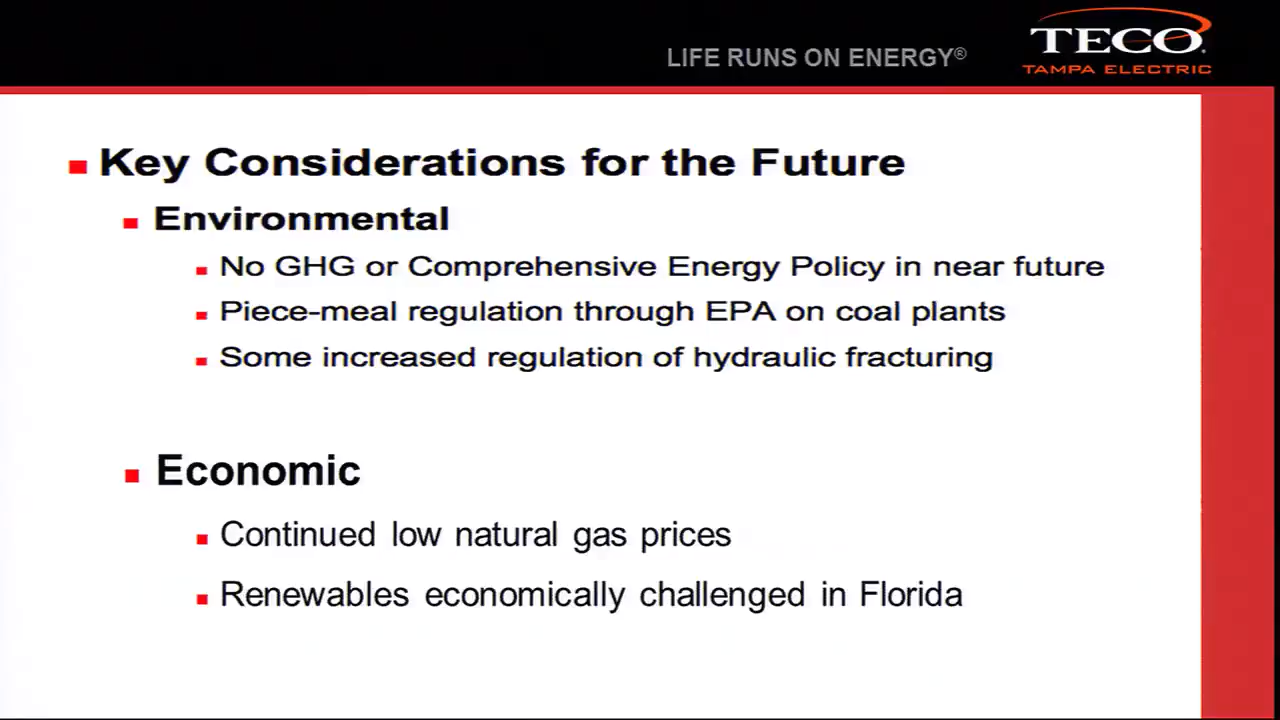 LIFE RUNS ON ENERGY®
TECO.
TAMPA ELECTRIC
Key Considerations for the Future
Environmental
No GHG or Comprehensive Energy Policy in near future
Piece-meal regulation through EPA on coal plants
Some increased regulation of hydraulic fracturing
Economic
Continued low natural gas prices
Renewables economically challenged in Florida